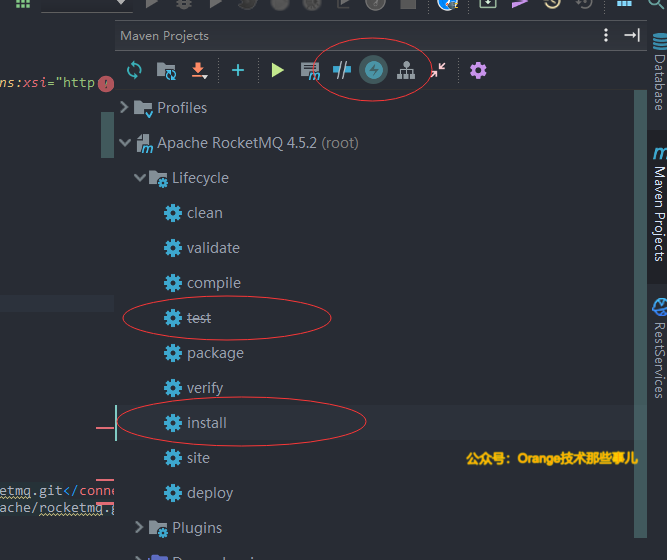 Maven Projects
ns:xsi="http
Profiles
Apache RocketMQ 4.5.2 (root)
Lifecycle
clean
validate
compile
test
package
verify
install
site
deploy
Plugins
etmq.git</conne
ache/rocketmq.g
Database
Maven Projects
RestServices
公众号：Orange技术那些事儿